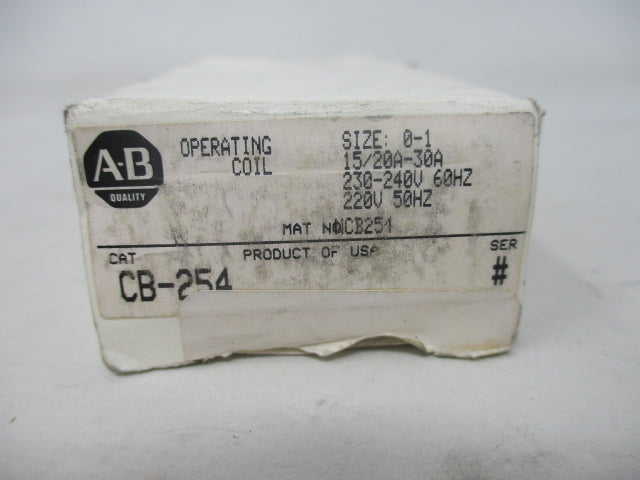 A-B
QUALITY
OPERATING
COIL
SIZE: 0-1
15/20A-30A
230-240V 60HZ
220V 50HZ
MAT NO CB254
CAT
PRODUCT OF USA
SER
CB-254
#